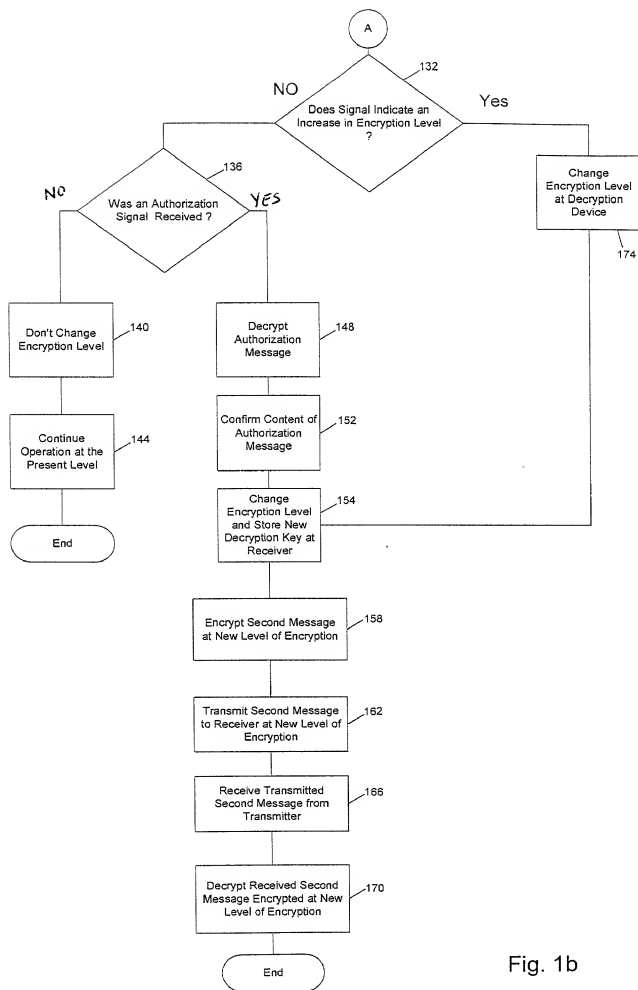 A
132
NO
Yes
Does Signal Indicate an
Increase in Encryption Level
?
136
NO
YES
Was an Authorization
Signal Received ?
Change
Encryption Level
at Decryption
Device
174
Don't Change
Encryption Level
140
Decrypt
Authorization
Message
148
Continue
Operation at the
Present Level
144
Confirm Content of
Authorization
Message
152
End
Change
Encryption Level
and Store New
Decryption Key at
Receiver
154
Encrypt Second Message
at New Level of Encryption
158
Transmit Second Message
to Receiver at New Level of
Encryption
162
Receive Transmitted
Second Message from
Transmitter
166
Decrypt Received Second
Message Encrypted at New
Level of Encryption
170
End
Fig. 1b